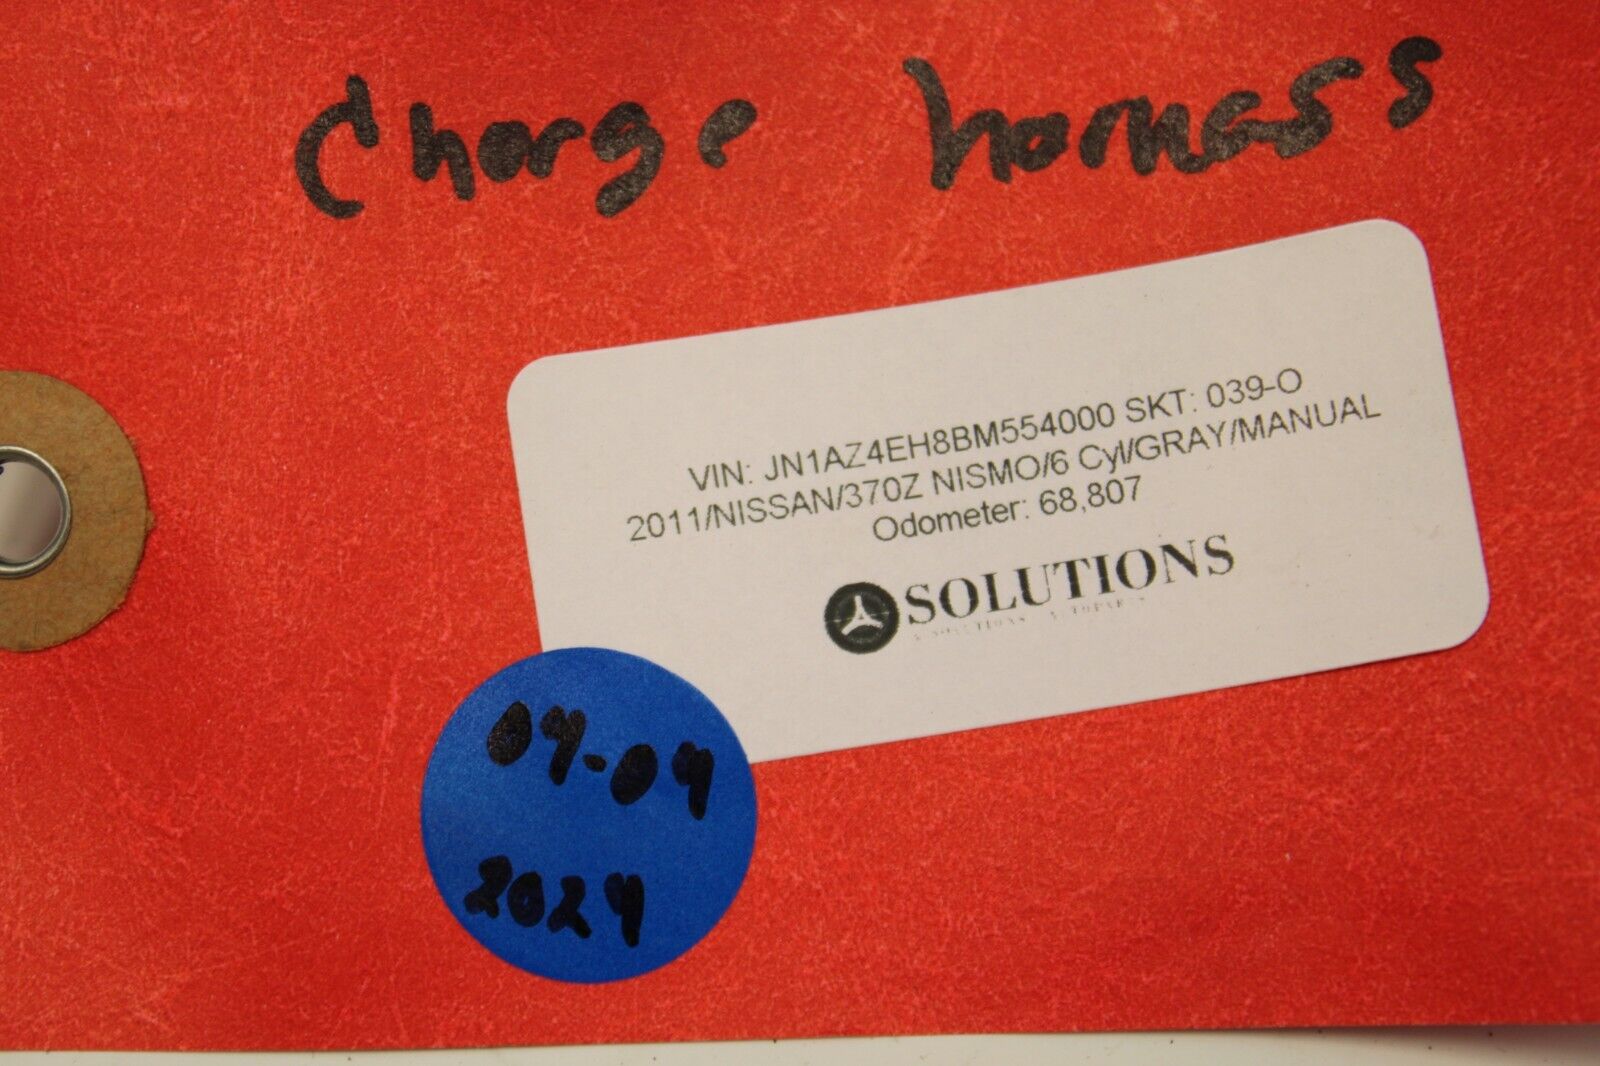 Charge harness
VIN: JN1AZ4EH8BM554000 SKT: 039-O
2011/NISSAN/370Z NISMO/6 Cyl/GRAY/MANUAL
Odometer: 68,807
SOLUTIONS
04-04
2024